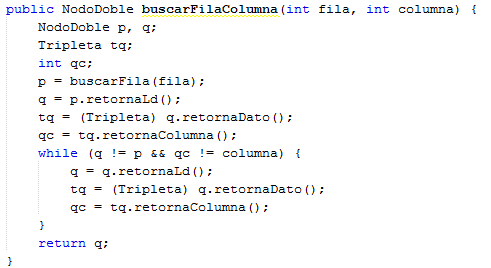 public NodoDoble buscarFilaColumna(int fila, int columna) {
    NodoDoble p, q;
    Tripleta tq;
    int qc;
    p = buscarFila(fila);
    q = p.retornaLd();
    tq = (Tripleta) q.retornaDato();
    qc = tq.retornaColumna();
    while (q != p && qc != columna) {
        q = q.retornaLd();
        tq = (Tripleta) q.retornaDato();
        qc = tq.retornaColumna();
    }
    return q;
}